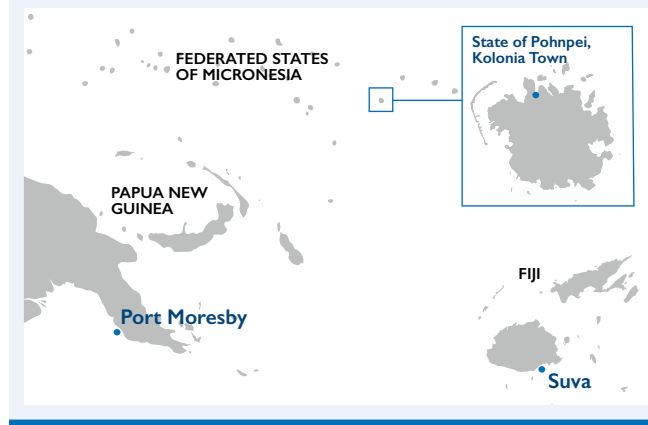 FEDERATED STATES
OF MICRONESIA
State of Pohnpei,
Kolonia Town
PAPUA NEW
GUINEA
FIJI
Port Moresby
Suva